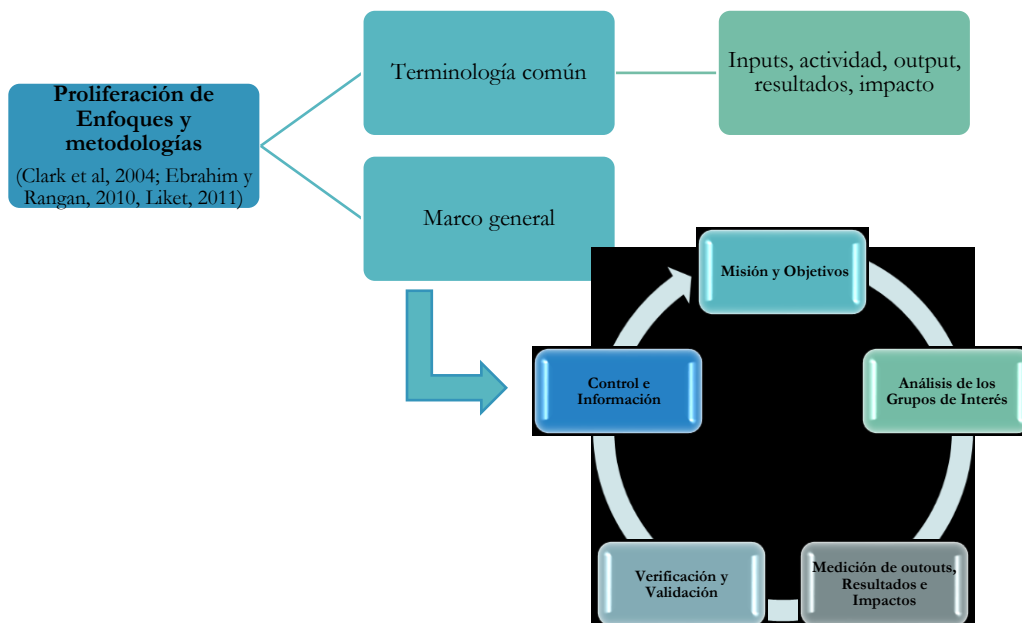 Proliferación de
Enfoques y
metodologías
(Clark et al, 2004; Ebrahim y
Rangan, 2010, Liket, 2011)
Terminología común
Inputs, actividad, output,
resultados, impacto
Marco general
Misión y Objetivos
Análisis de los
Grupos de Interés
Medición de outouts,
Resultados e
Impactos
Verificación y
Validación
Control e
Información